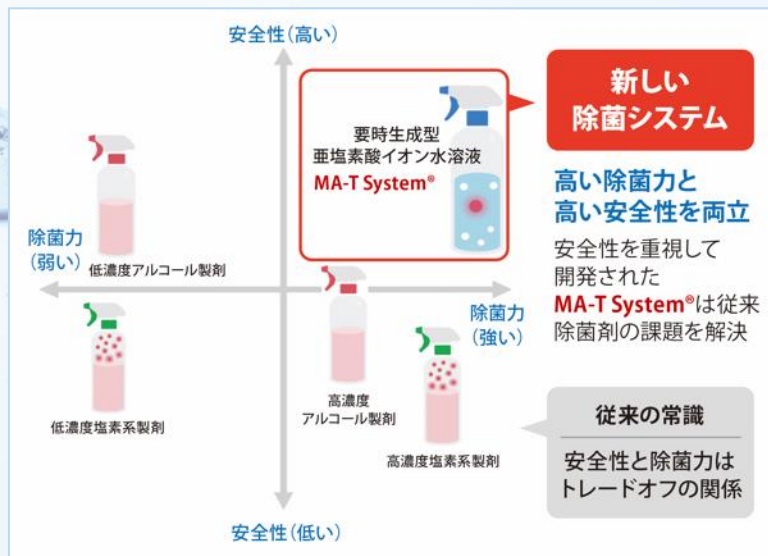 安全性(高い)
要時生成型
亜塩素酸イオン水溶液
MA-T System®
新しい
除菌システム
高い除菌力と
高い安全性を両立
安全性を重視して
開発された
MA-T System®は従来
除菌剤の課題を解決
除菌力
(弱い)
低濃度アルコール製剤
除菌力
(強い)
低濃度塩素系製剤
高濃度
アルコール製剤
高濃度塩素系製剤
従来の常識
安全性と除菌力は
トレードオフの関係
安全性(低い)